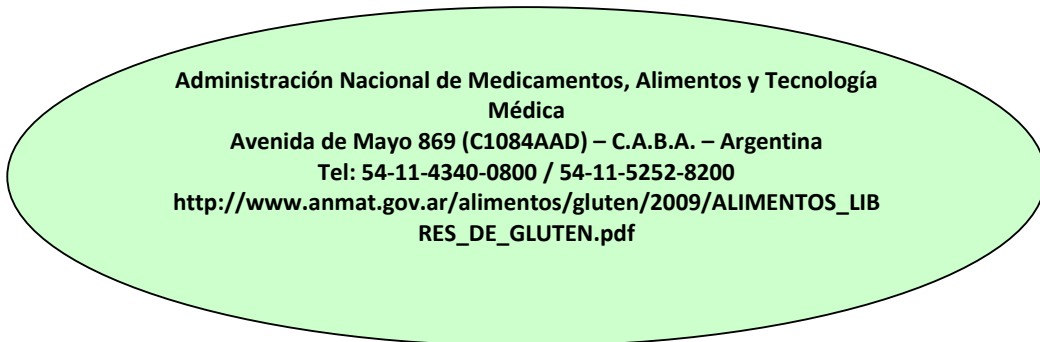 Administración Nacional de Medicamentos, Alimentos y Tecnología
Médica
Avenida de Mayo 869 (C1084AAD) – C.A.B.A. – Argentina
Tel: 54-11-4340-0800 / 54-11-5252-8200
http://www.anmat.gov.ar/alimentos/gluten/2009/ALIMENTOS_LIB
RES_DE_GLUTEN.pdf